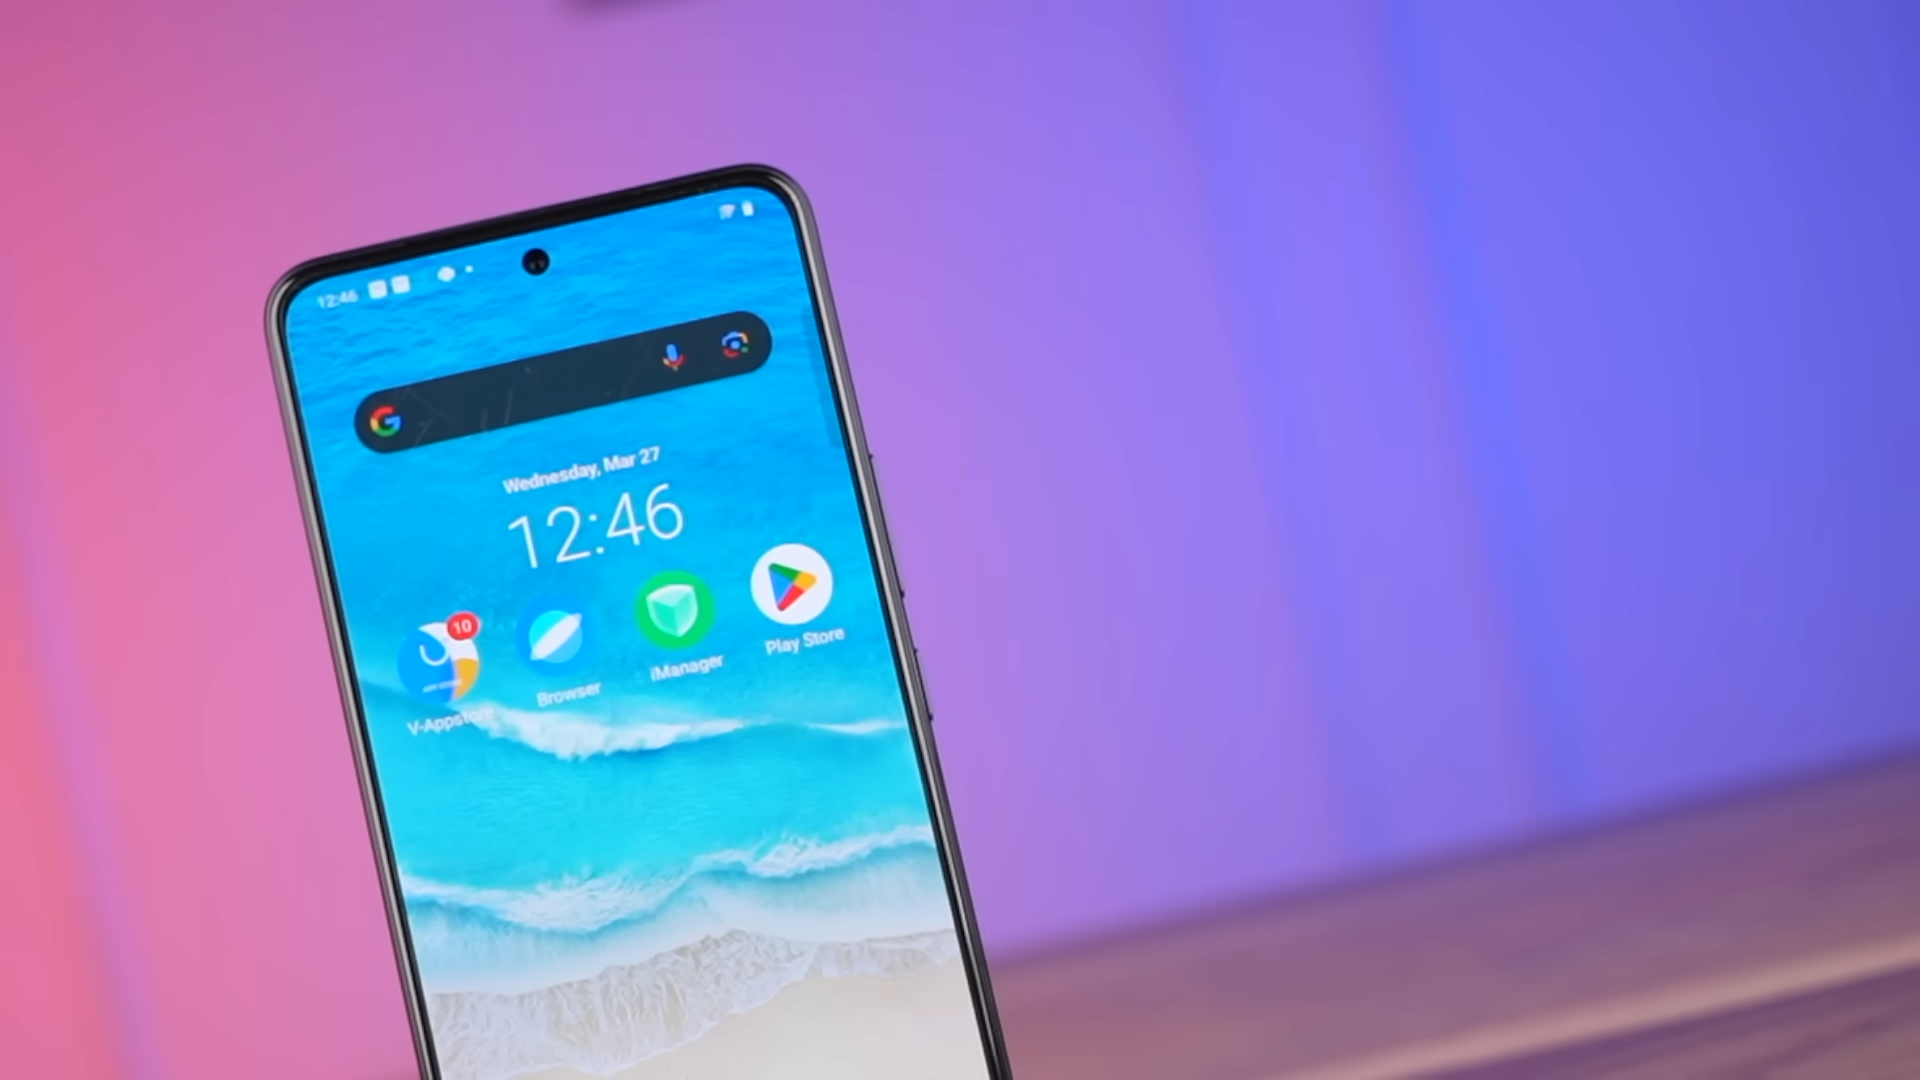 12:46
Wednesday, Mar 27
12:46
10
V-Appstore
Browser
iManager
Play Store